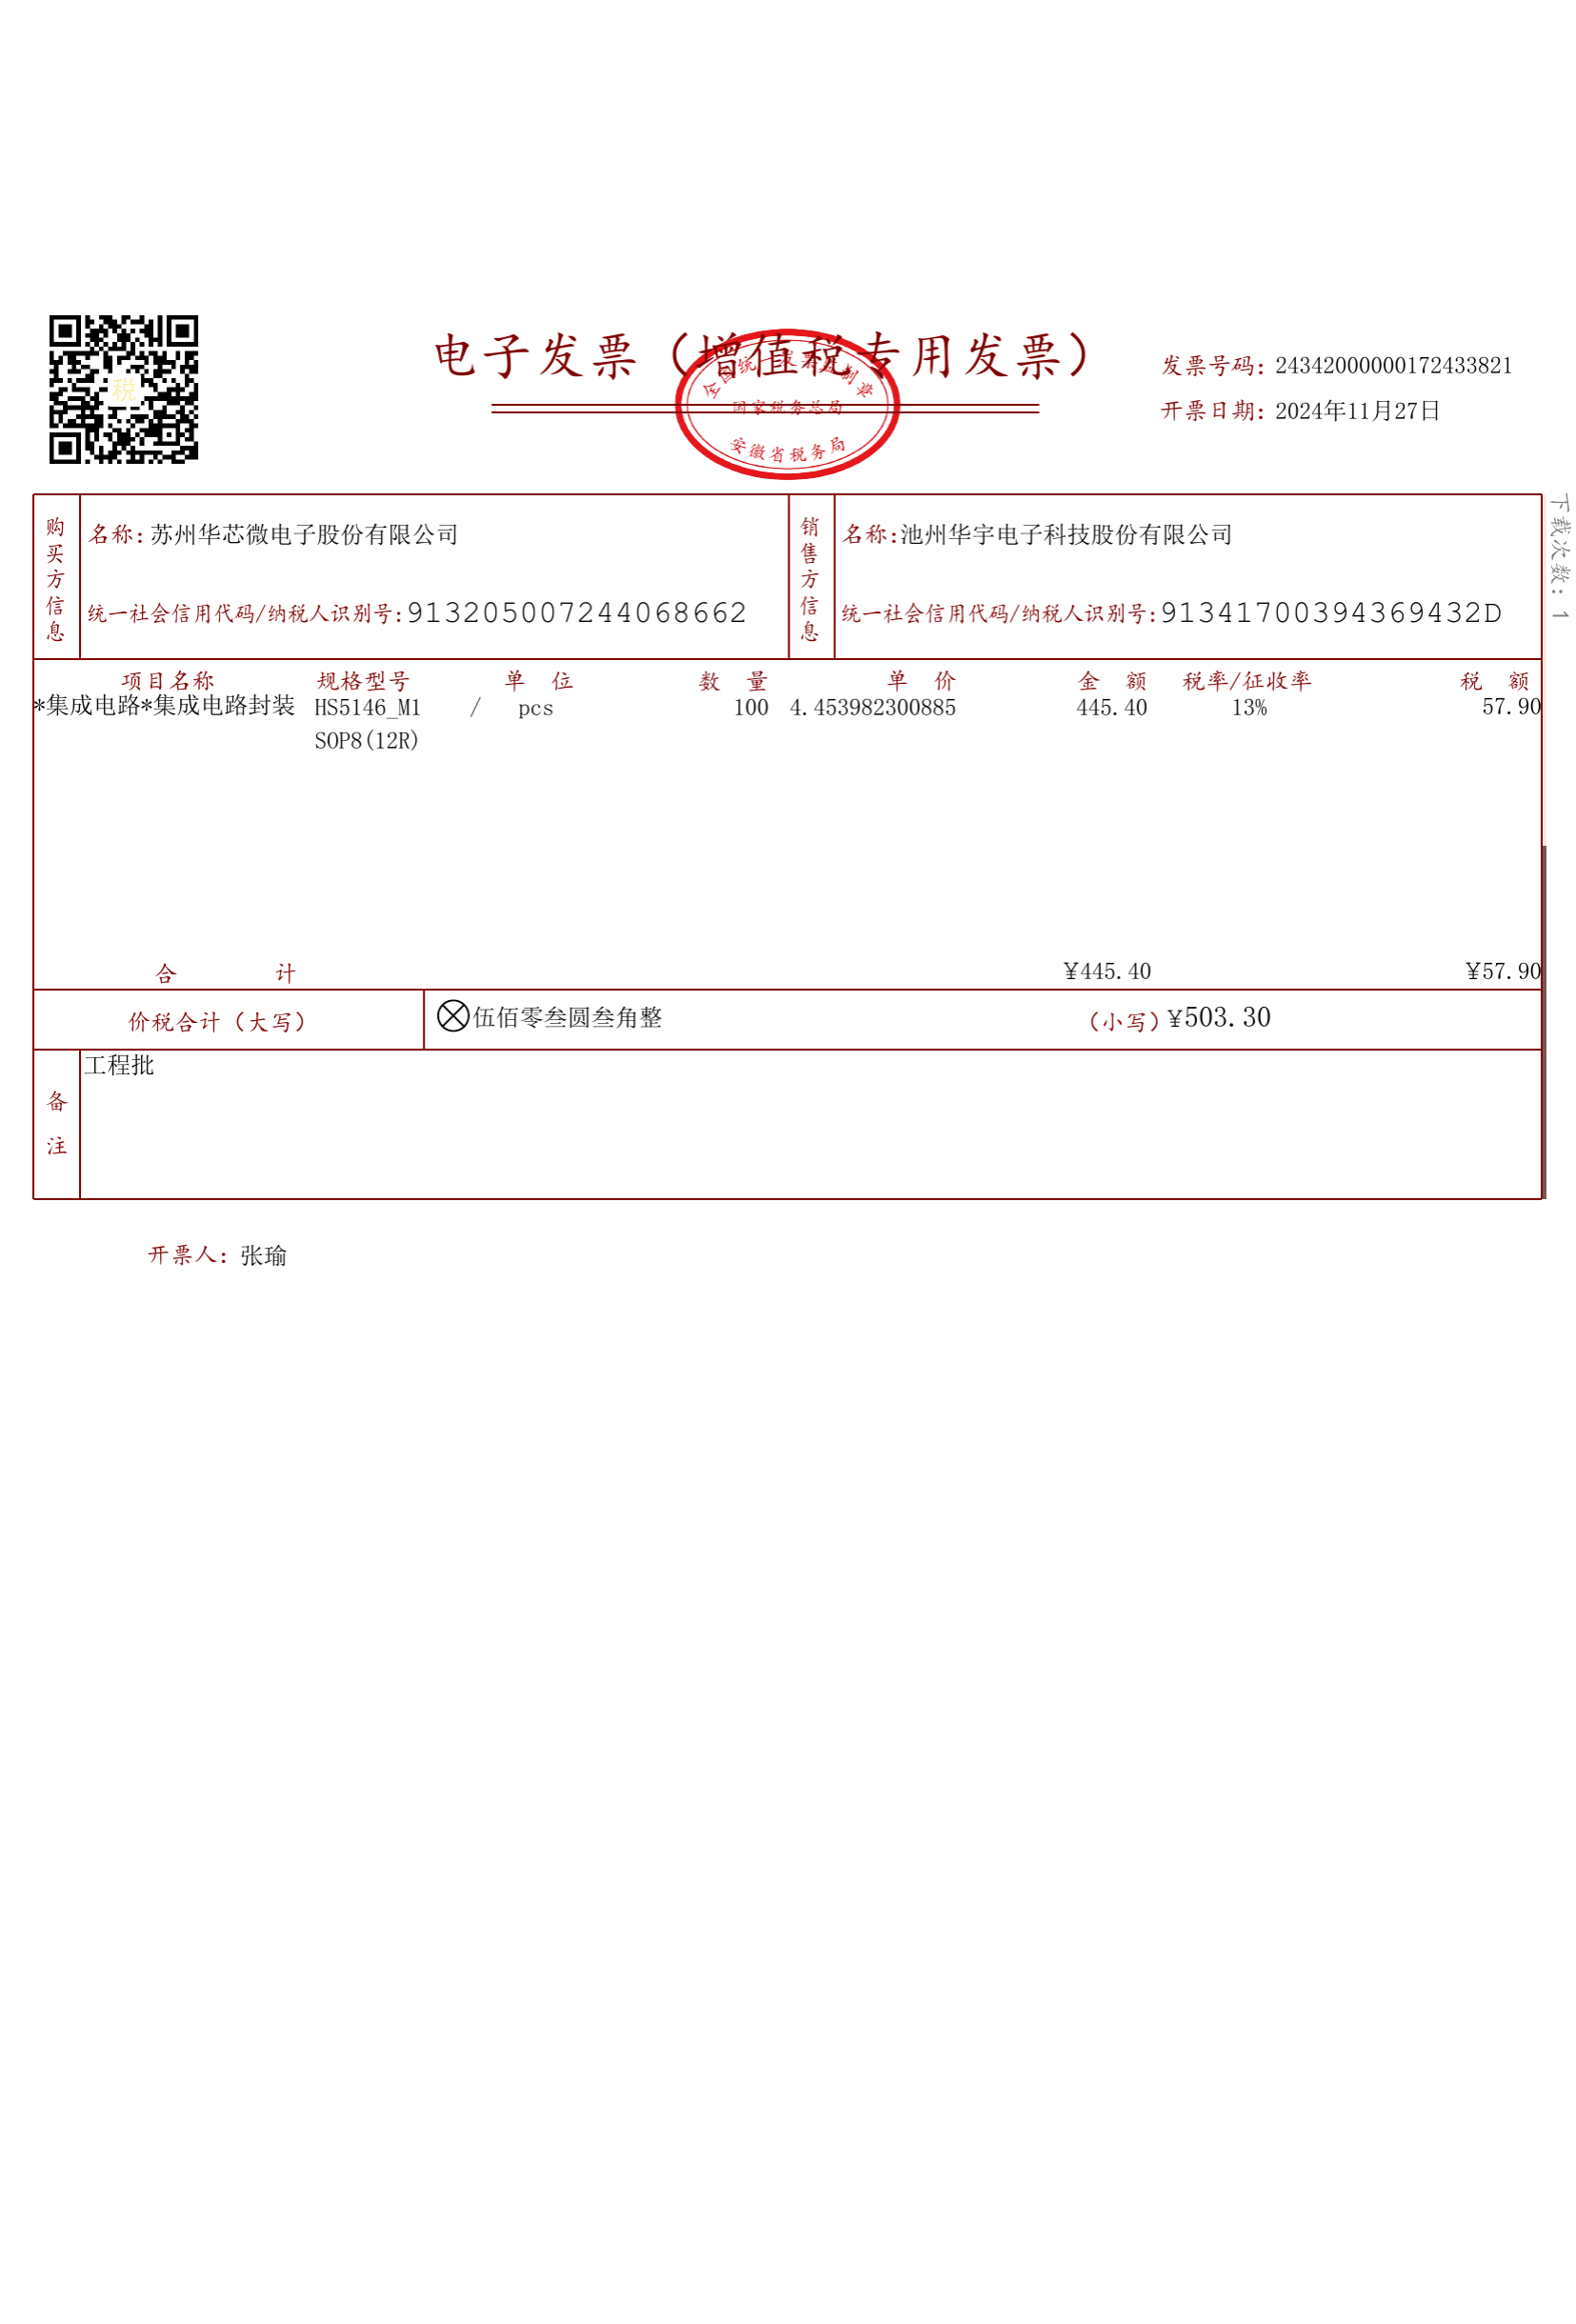 电子发票（增值税专用发票）
全国统一发票监制章
国家税务总局
安徽省税务局
税
发票号码: 24342000000172433821
开票日期: 2024年11月27日
下载次数: 1
购买方信息
名称: 苏州华芯微电子股份有限公司
统一社会信用代码/纳税人识别号: 913205007244068662
销售方信息
名称: 池州华宇电子科技股份有限公司
统一社会信用代码/纳税人识别号: 91341700394369432D
项目名称 规格型号 单位 数量 单价 金额 税率/征收率 税额
*集成电路*集成电路封装 HS5146_M1 / pcs 100 4.453982300885 445.40 13% 57.90
SOP8(12R)
合计 ¥445.40 ¥57.90
价税合计（大写） 伍佰零叁圆叁角整 （小写）¥503.30
备注
工程批
开票人: 张瑜